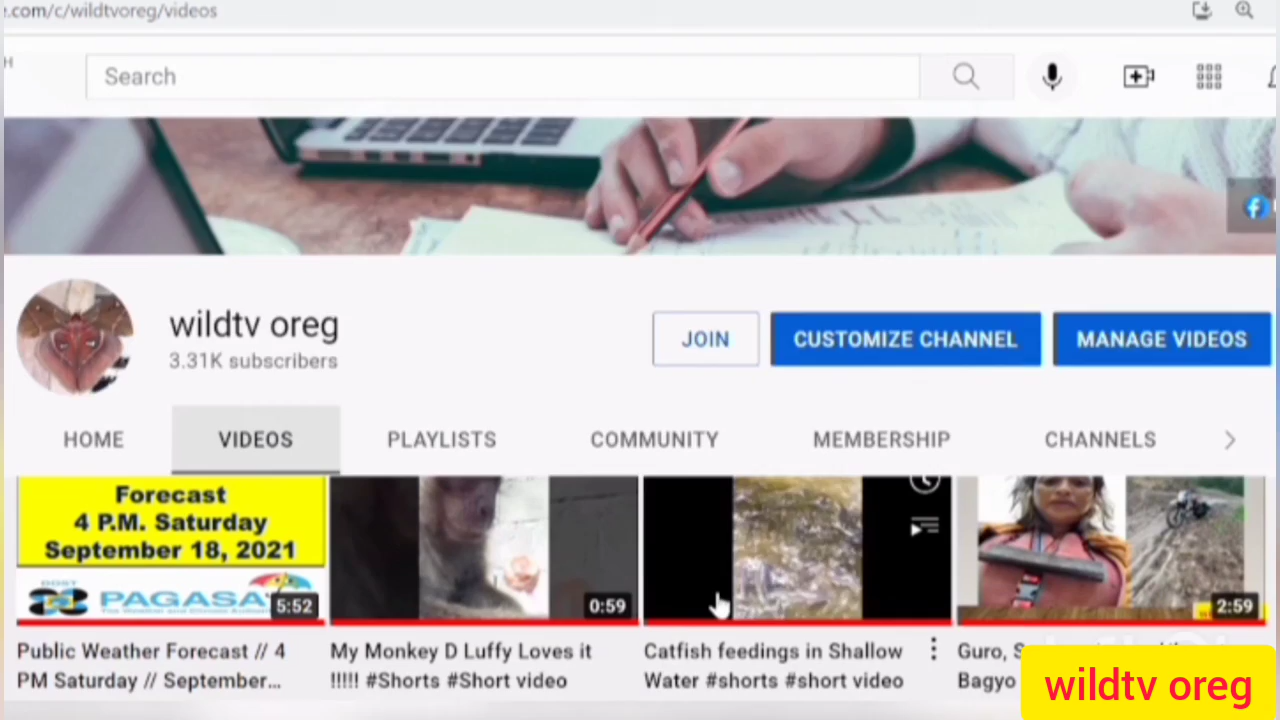 e.com/c/wildtvoreg/videos
Search
wildtv oreg
3.31K subscribers
JOIN
CUSTOMIZE CHANNEL
MANAGE VIDEOS
HOME
VIDEOS
PLAYLISTS
COMMUNITY
MEMBERSHIP
CHANNELS
Forecast
4 P.M. Saturday
September 18, 2021
DOST
PAGASA
5:52
0:59
2:59
Public Weather Forecast // 4
PM Saturday // September...
My Monkey D Luffy Loves it
!!!!! #Shorts #Short video
Catfish feedings in Shallow
Water #shorts #short video
Guro,
Bagyo
wildtv oreg